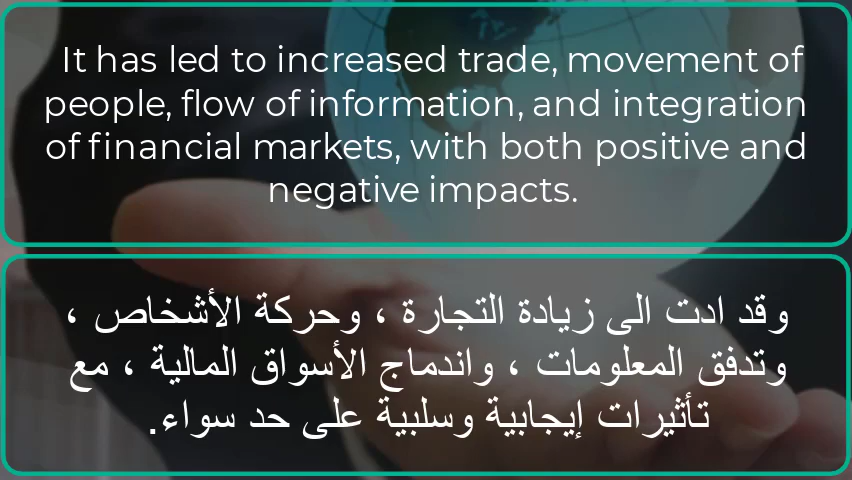 It has led to increased trade, movement of
people, flow of information, and integration
of financial markets, with both positive and
negative impacts.
وقد ادت الى زيادة التجارة ، وحركة الأشخاص ،
وتدفق المعلومات ، واندماج الأسواق المالية ، مع
تأثيرات إيجابية وسلبية على حد سواء.